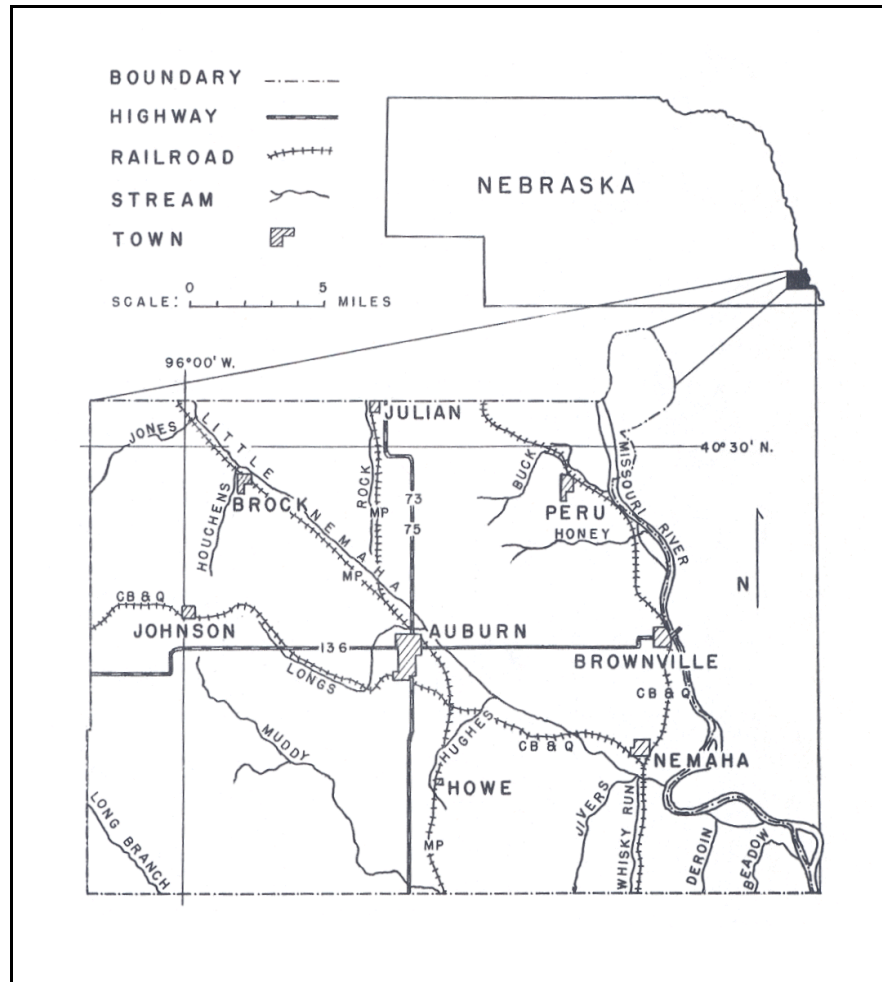 BOUNDARY
HIGHWAY
RAILROAD
STREAM
TOWN
NEBRASKA
0 5
SCALE: MILES
96°00' W.
JULIAN
JONES
LITTLE NEMAHA
40°30' N.
MISSOURI RIVER
BUCK
ROCK
BROCK
HOUCHENS
73
75
MP
PERU
HONEY
MP
N
CB & Q
JOHNSON
AUBURN
136
BROWNVILLE
LONGS
CB & Q
MUDDY
HUGHES
CB & Q
NEMAHA
HOWE
JIVERS
WHISKY RUN
LONG BRANCH
MP
DEROIN
BEADOW